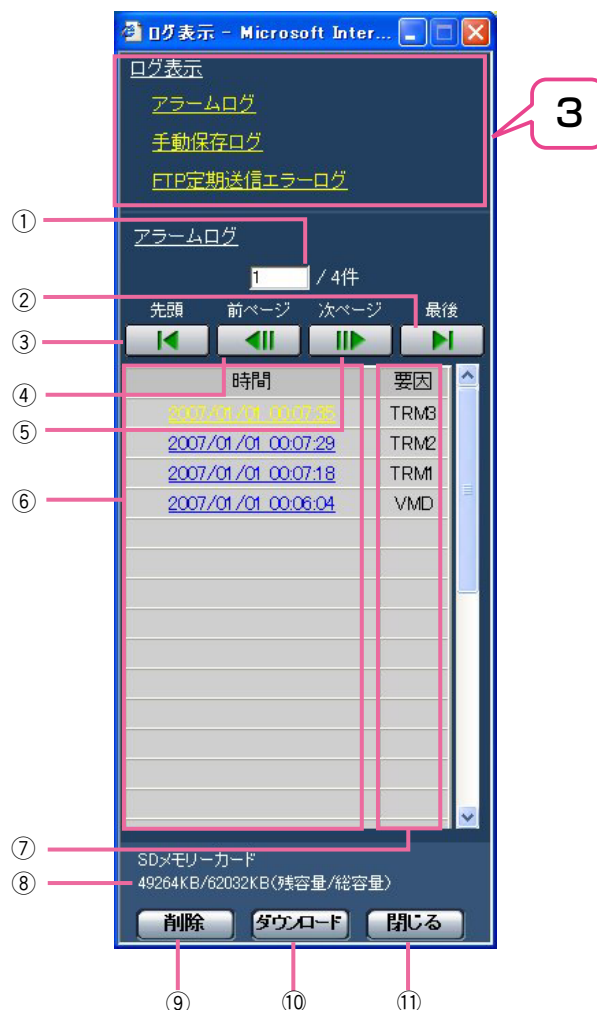 ログ表示 - Microsoft Inter...
ログ表示
アラームログ
手動保存ログ
FTP定期送信エラーログ
3
①
アラームログ
1 / 4件
②
先頭 前ページ 次ページ 最後
③
④
時間 要因
⑤
2007/01/01 00:07:35 TRM3
2007/01/01 00:07:29 TRM2
2007/01/01 00:07:18 TRM1
⑥
2007/01/01 00:06:04 VMD
⑦
SDメモリーカード
⑧
49264KB/62032KB(残容量/総容量)
削除 ダウンロード 閉じる
⑨ ⑩ ⑪